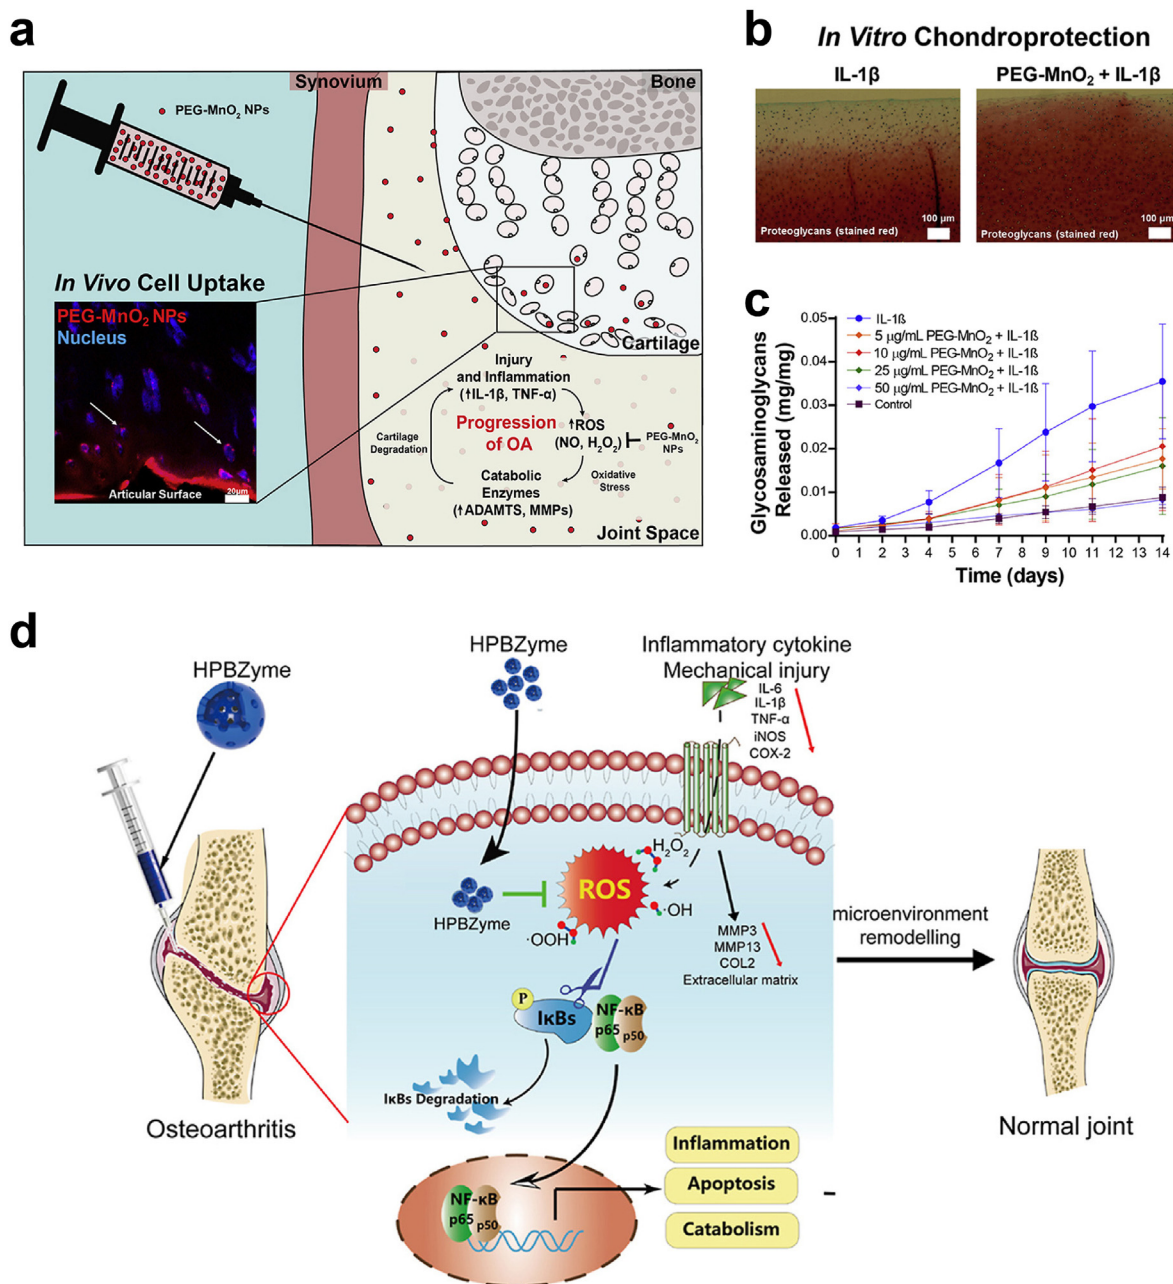 a
PEG-MnO₂ NPs
Synovium
Bone
In Vivo Cell Uptake
PEG-MnO₂ NPs
Nucleus
Articular Surface
20μm
Cartilage
Injury
and Inflammation
(↑IL-1β, TNF-α)
Progression
of OA
↑ROS
(NO, H₂O₂)
PEG-MnO₂
NPs
Cartilage
Degradation
Catabolic
Enzymes
(↑ADAMTS, MMPs)
Oxidative
Stress
Joint Space
b
In Vitro Chondroprotection
IL-1β
PEG-MnO₂ + IL-1β
100 μm
Proteoglycans (stained red)
100 μm
Proteoglycans (stained red)
c
Glycosaminoglycans
Released (mg/mg)
0.05
0.04
0.03
0.02
0.01
0.00
IL-1ß
5 μg/mL PEG-MnO₂ + IL-1ß
10 μg/mL PEG-MnO₂ + IL-1ß
25 μg/mL PEG-MnO₂ + IL-1ß
50 μg/mL PEG-MnO₂ + IL-1ß
Control
0 1 2 3 4 5 6 7 8 9 10 11 12 13 14
Time (days)
d
HPBZyme
HPBZyme
Inflammatory cytokine
Mechanical injury
IL-6
IL-1β
TNF-α
iNOS
COX-2
H₂O₂
ROS
·OH
HPBZyme
·OOH
MMP3
MMP13
COL2
Extracellular matrix
microenvironment
remodelling
P
IκBs
NF-κB
p65
p50
IκBs Degradation
Osteoarthritis
Normal joint
Inflammation
Apoptosis
Catabolism
NF-κB
p65
p50